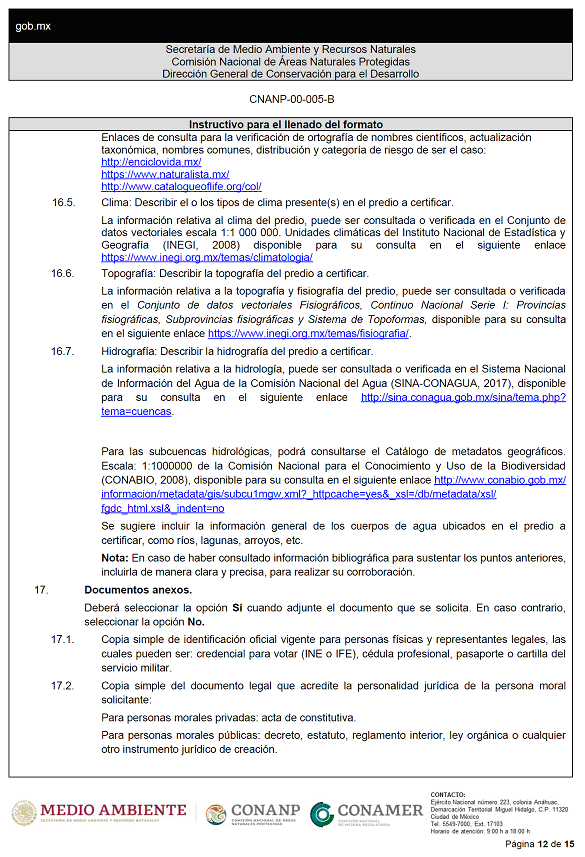 gob.mx
Secretaría de Medio Ambiente y Recursos Naturales
Comisión Nacional de Áreas Naturales Protegidas
Dirección General de Conservación para el Desarrollo
CNANP-00-005-B
Instructivo para el llenado del formato
Enlaces de consulta para la verificación de ortografía de nombres científicos, actualización
taxonómica, nombres comunes, distribución y categoría de riesgo de ser el caso:
http://enciclovida.mx/
https://www.naturalista.mx/
http://www.catalogueoflife.org/col/
16.5. Clima: Describir el o los tipos de clima presente(s) en el predio a certificar.
La información relativa al clima del predio, puede ser consultada o verificada en el Conjunto de
datos vectoriales escala 1:1 000 000. Unidades climáticas del Instituto Nacional de Estadística y
Geografía (INEGI, 2008) disponible para su consulta en el siguiente enlace
https://www.inegi.org.mx/temas/climatologia/
16.6. Topografía: Describir la topografía del predio a certificar.
La información relativa a la topografía y fisiografía del predio, puede ser consultada o verificada
en el Conjunto de datos vectoriales Fisiográficos, Continuo Nacional Serie I: Provincias
fisiográficas, Subprovincias fisiográficas y Sistema de Topoformas, disponible para su consulta
en el siguiente enlace https://www.inegi.org.mx/temas/fisiografia/.
16.7. Hidrografía: Describir la hidrografía del predio a certificar.
La información relativa a la hidrología, puede ser consultada o verificada en el Sistema Nacional
de Información del Agua de la Comisión Nacional del Agua (SINA-CONAGUA, 2017), disponible
para su consulta en el siguiente enlace http://sina.conagua.gob.mx/sina/tema.php?
tema=cuencas.
Para las subcuencas hidrológicas, podrá consultarse el Catálogo de metadatos geográficos.
Escala: 1:1000000 de la Comisión Nacional para el Conocimiento y Uso de la Biodiversidad
(CONABIO, 2008), disponible para su consulta en el siguiente enlace http://www.conabio.gob.mx/
informacion/metadata/gis/subcu1mgw.xml?_httpcache=yes&_xsl=/db/metadata/xsl/
fgdc_html.xsl&_indent=no
Se sugiere incluir la información general de los cuerpos de agua ubicados en el predio a
certificar, como ríos, lagunas, arroyos, etc.
Nota: En caso de haber consultado información bibliográfica para sustentar los puntos anteriores,
incluirla de manera clara y precisa, para realizar su corroboración.
17. Documentos anexos.
Deberá seleccionar la opción Sí cuando adjunte el documento que se solicita. En caso contrario,
seleccionar la opción No.
17.1. Copia simple de identificación oficial vigente para personas físicas y representantes legales, las
cuales pueden ser: credencial para votar (INE o IFE), cédula profesional, pasaporte o cartilla del
servicio militar.
17.2. Copia simple del documento legal que acredite la personalidad jurídica de la persona moral
solicitante:
Para personas morales privadas: acta de constitutiva.
Para personas morales públicas: decreto, estatuto, reglamento interior, ley orgánica o cualquier
otro instrumento jurídico de creación.
MEDIO AMBIENTE
SECRETARÍA DE MEDIO AMBIENTE Y RECURSOS NATURALES
CONANP
COMISIÓN NACIONAL DE ÁREAS
NATURALES PROTEGIDAS
CONAMER
COMISIÓN NACIONAL
DE MEJORA REGULATORIA
CONTACTO:
Ejército Nacional número 223, colonia Anáhuac,
Demarcación Territorial Miguel Hidalgo, C.P. 11320
Ciudad de México
Tel. 5549-7000, Ext. 17103
Horario de atención: 9:00 h a 18:00 h
Página 12 de 15